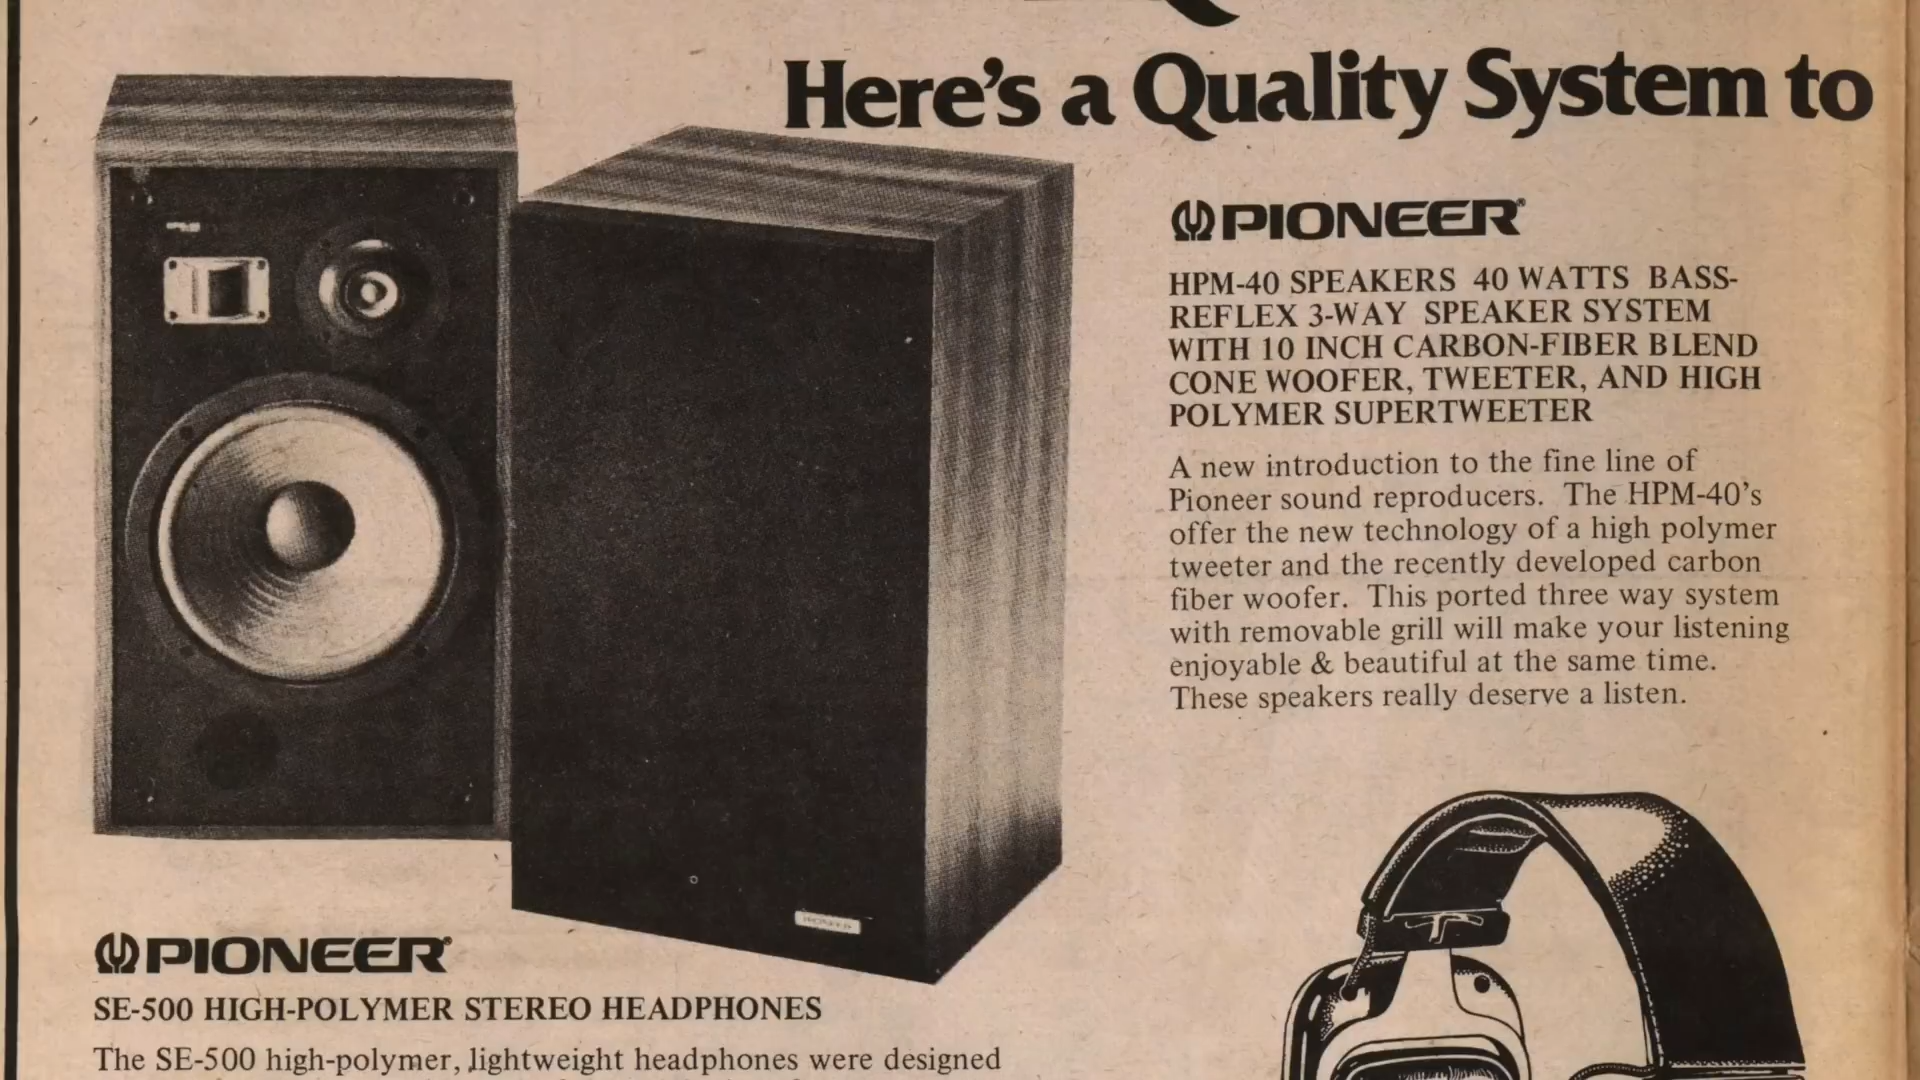 Here's a Quality System to
PIONEER®
HPM-40 SPEAKERS 40 WATTS BASS-
REFLEX 3-WAY SPEAKER SYSTEM
WITH 10 INCH CARBON-FIBER BLEND
CONE WOOFER, TWEETER, AND HIGH
POLYMER SUPERTWEETER
A new introduction to the fine line of
Pioneer sound reproducers. The HPM-40's
offer the new technology of a high polymer
tweeter and the recently developed carbon
fiber woofer. This ported three way system
with removable grill will make your listening
enjoyable & beautiful at the same time.
These speakers really deserve a listen.
PIONEER
PIONEER®
SE-500 HIGH-POLYMER STEREO HEADPHONES
The SE-500 high-polymer, lightweight headphones were designed